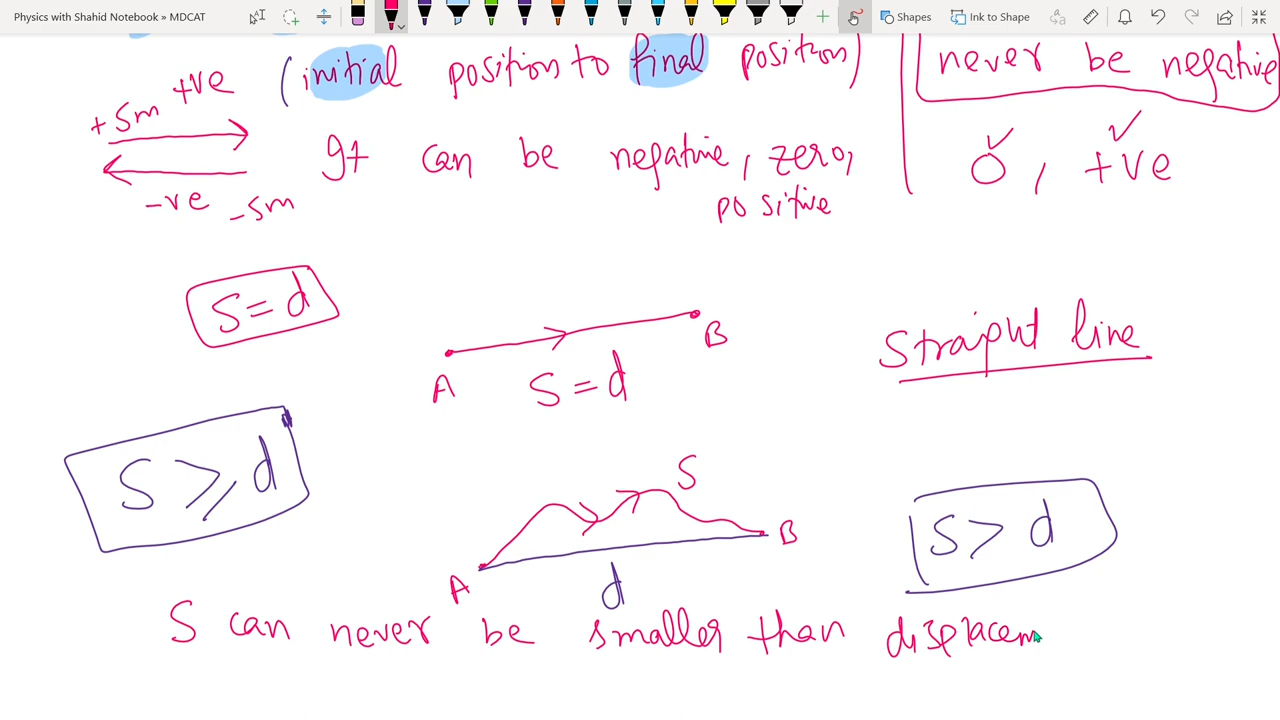 Physics with Shahid Notebook » MDCAT
Shapes
Ink to Shape
(initial position to final position)
never be negative
+ve
+5m
-ve -5m
It can be negative, zero,
positive
0, +ve
S = d
A
B
S = d
Straight line
S ⩾ d
S
A
B
d
S > d
S can never be smaller than displacem